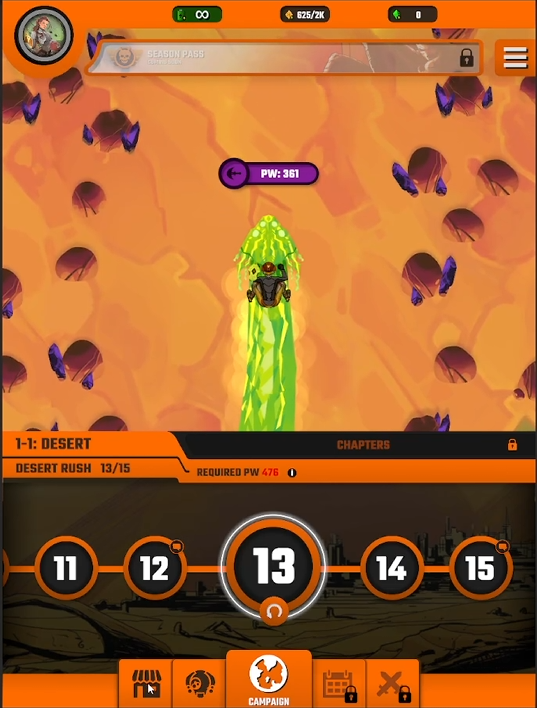 ∞
625/2K
0
SEASON PASS
PW: 361
1-1: DESERT
CHAPTERS
DESERT RUSH 13/15
REQUIRED PW 476
11
12
13
14
15
CAMPAIGN